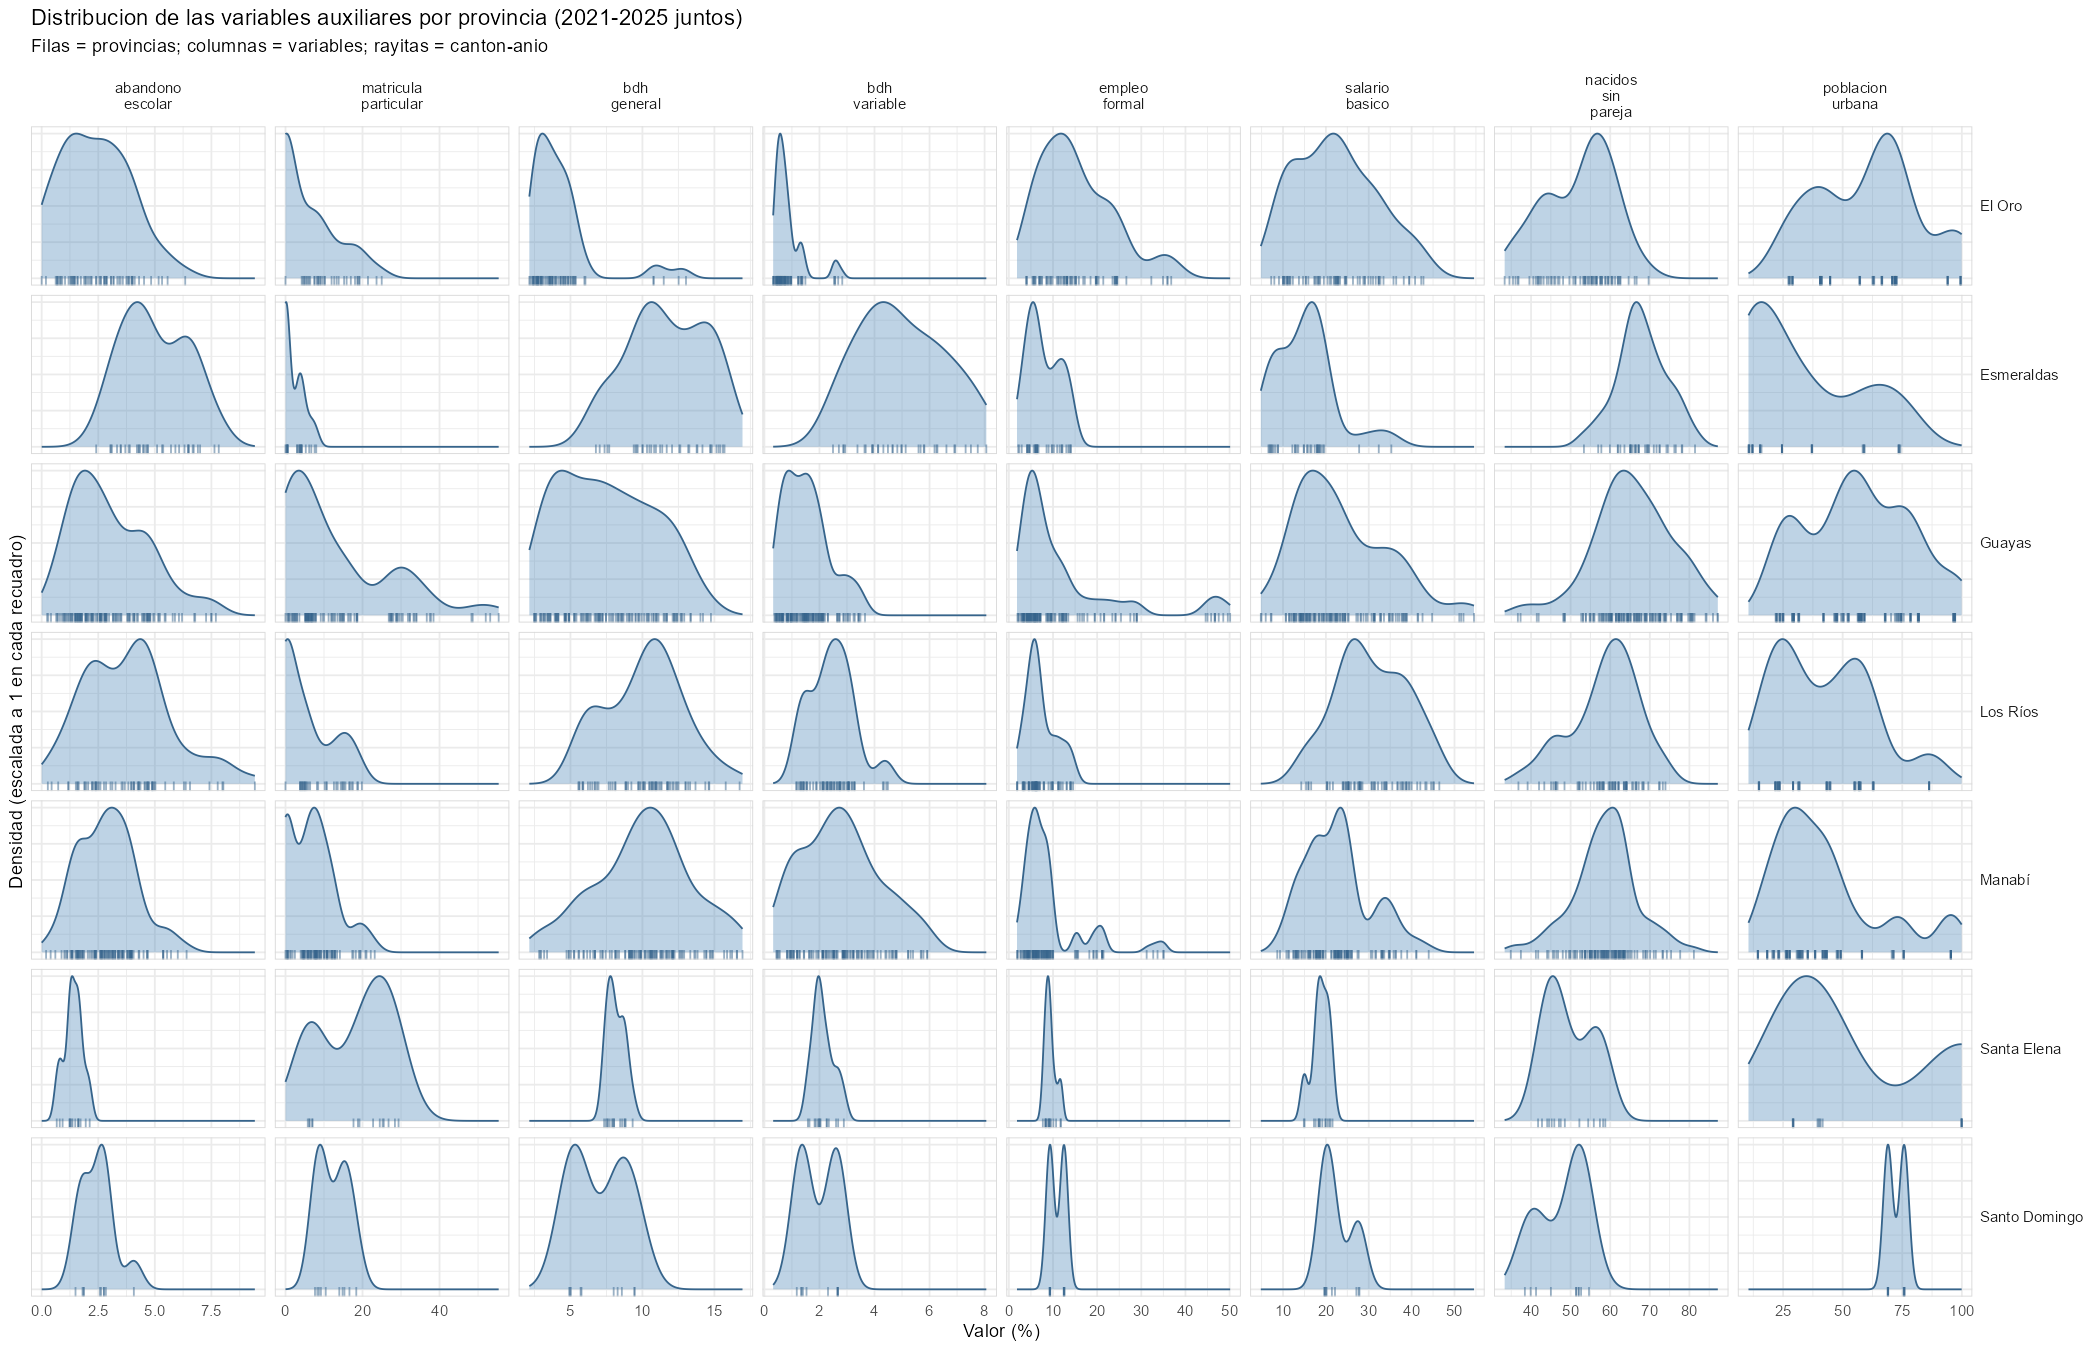 Distribucion de las variables auxiliares por provincia (2021-2025 juntos)
Filas = provincias; columnas = variables; rayitas = canton-anio
abandono
escolar
matricula
particular
bdh
general
bdh
variable
empleo
formal
salario
basico
nacidos
sin
pareja
poblacion
urbana
El Oro
Esmeraldas
Guayas
Los Ríos
Manabí
Santa Elena
Santo Domingo
Densidad (escalada a 1 en cada recuadro)
0.0 2.5 5.0 7.5
0 20 40
5 10 15
0 2 4 6 8
0 10 20 30 40 50
10 20 30 40 50
40 50 60 70 80
25 50 75 100
Valor (%)